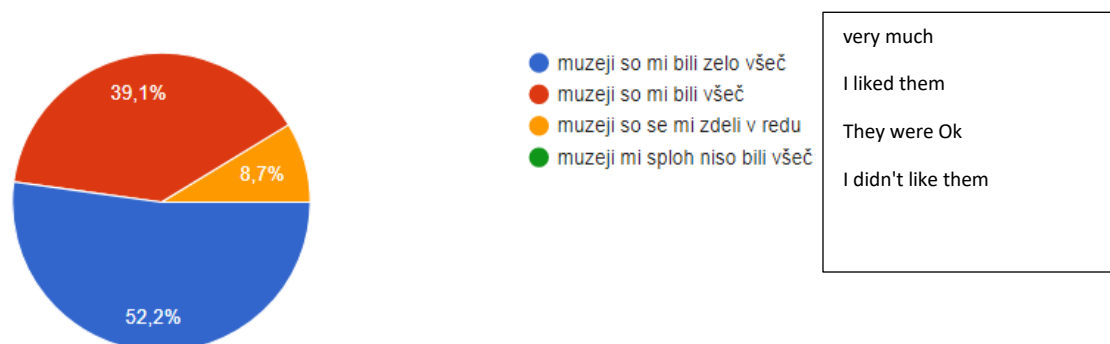 39,1%
8,7%
52,2%
muzeji so mi bili zelo všeč
muzeji so mi bili všeč
muzeji so se mi zdeli v redu
muzeji mi sploh niso bili všeč
very much
I liked them
They were Ok
I didn't like them